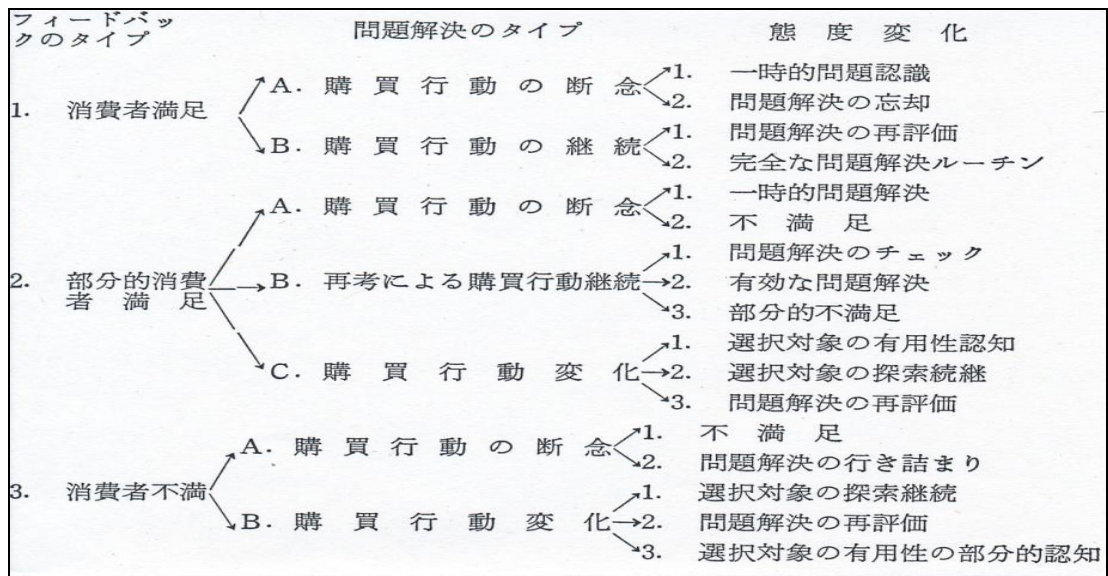 フィードバッ 問題解決のタイプ 態度変化
クのタイプ
1. 消費者満足
A. 購買行動の断念
1. 一時的問題認識
2. 問題解決の忘却
B. 購買行動の継続
1. 問題解決の再評価
2. 完全な問題解決ルーチン
2. 部分的消費
者満足
A. 購買行動の断念
1. 一時的問題解決
2. 不満足
B. 再考による購買行動継続
1. 問題解決のチェック
2. 有効な問題解決
3. 部分的不満足
C. 購買行動変化
1. 選択対象の有用性認知
2. 選択対象の探索続継
3. 問題解決の再評価
3. 消費者不満
A. 購買行動の断念
1. 不満足
2. 問題解決の行き詰まり
B. 購買行動変化
1. 選択対象の探索継続
2. 問題解決の再評価
3. 選択対象の有用性の部分的認知